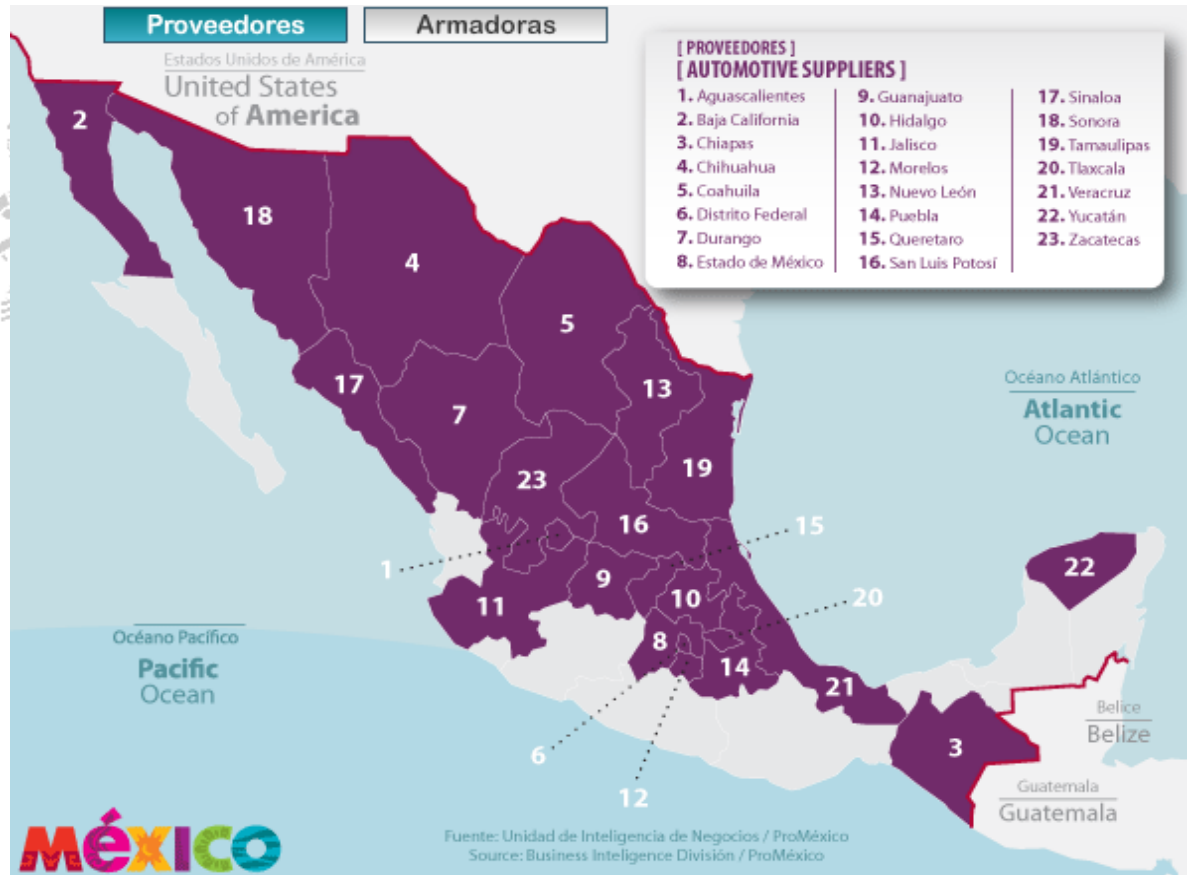 Proveedores
Armadoras
Estados Unidos de América
United States
of America
[ PROVEEDORES ]
[ AUTOMOTIVE SUPPLIERS ]
1. Aguascalientes
2. Baja California
3. Chiapas
4. Chihuahua
5. Coahuila
6. Distrito Federal
7. Durango
8. Estado de México
9. Guanajuato
10. Hidalgo
11. Jalisco
12. Morelos
13. Nuevo León
14. Puebla
15. Queretaro
16. San Luis Potosí
17. Sinaloa
18. Sonora
19. Tamaulipas
20. Tlaxcala
21. Veracruz
22. Yucatán
23. Zacatecas
2
18
4
5
17
7
13
23
19
16
15
1
9
22
11
10
20
8
14
21
6
12
3
Océano Atlántico
Atlantic
Ocean
Océano Pacífico
Pacific
Ocean
Belice
Belize
Guatemala
Guatemala
México
Fuente: Unidad de Inteligencia de Negocios / ProMéxico
Source: Business Inteligence División / ProMéxico